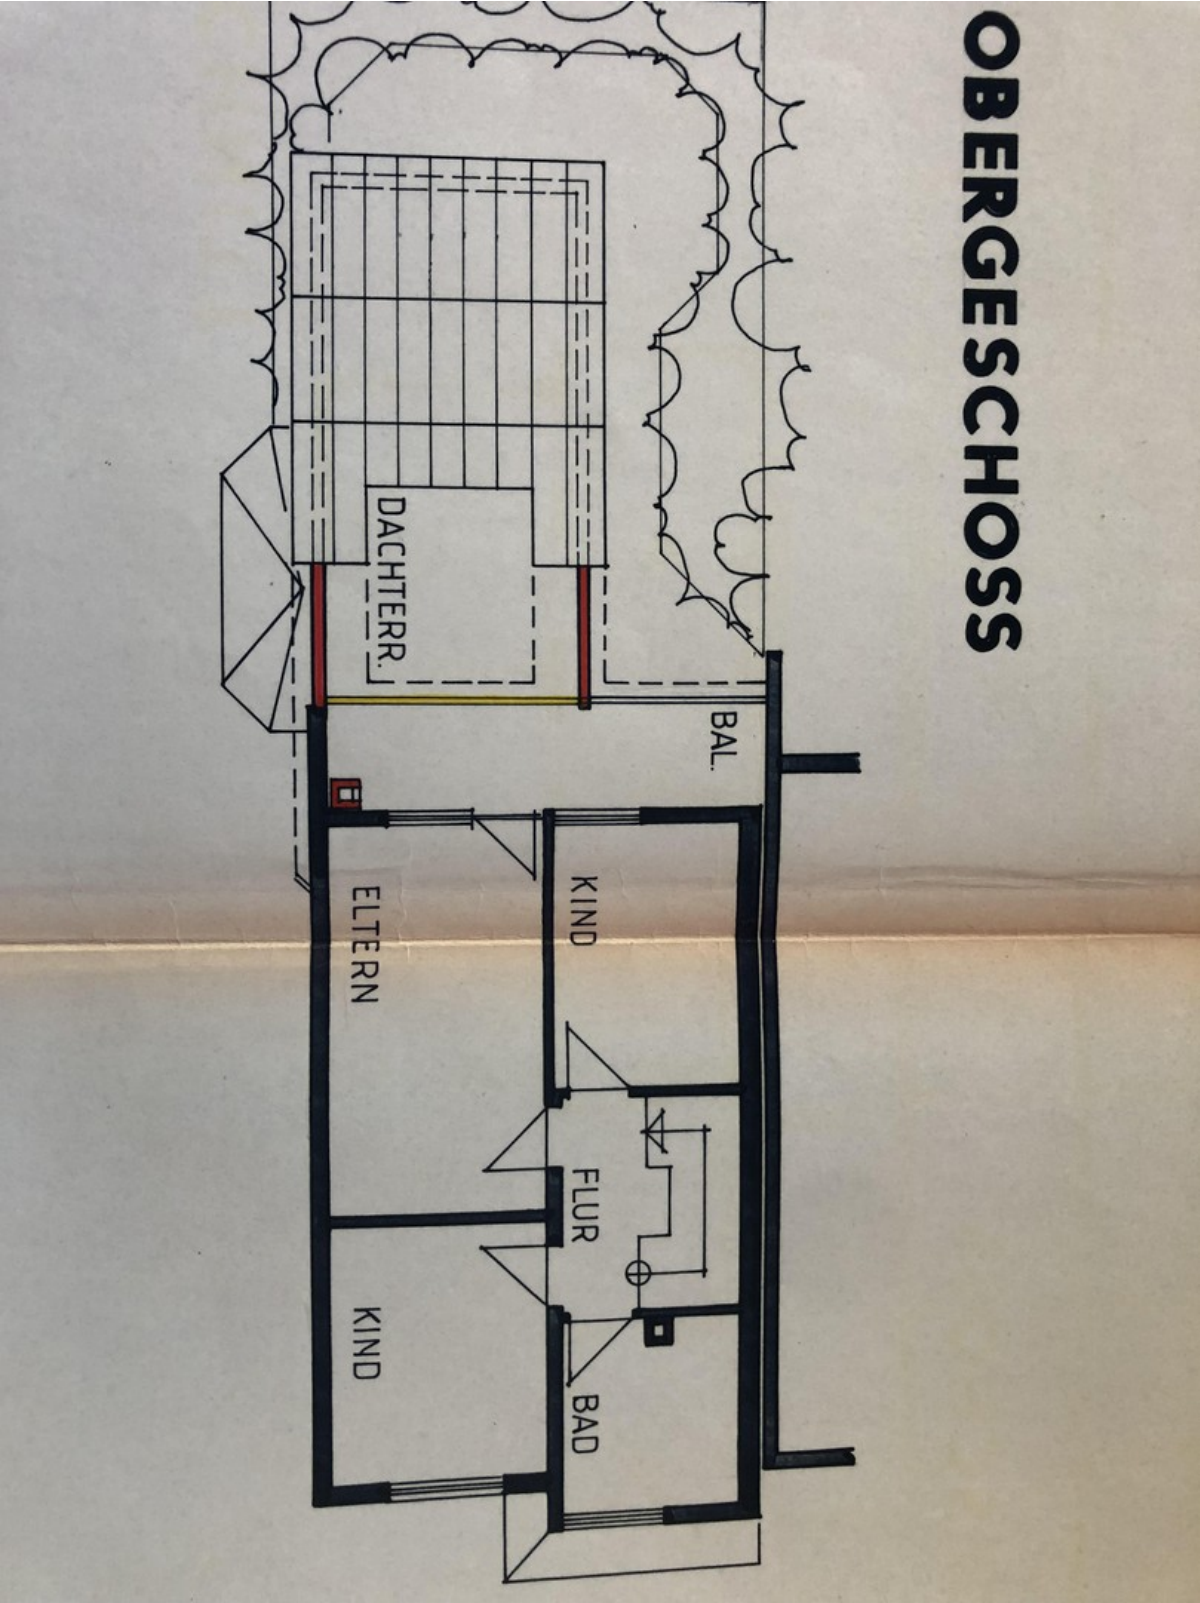 OBERGESCHOSS
DACHTERR.
BAL.
ELTERN
KIND
FLUR
KIND
BAD